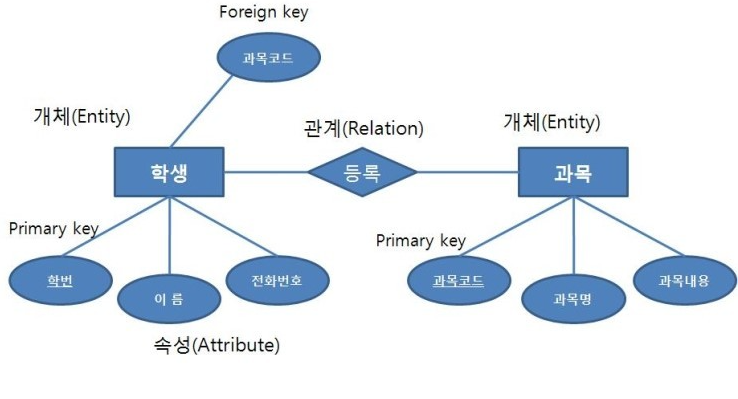 Foreign key
과목코드
개체(Entity)
관계(Relation)
개체(Entity)
학생
등록
과목
Primary key
Primary key
학번
이 름
전화번호
과목코드
과목명
과목내용
속성(Attribute)